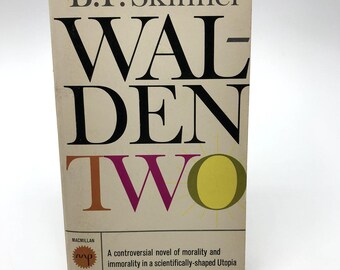 B.F. Skinner
WAL-
DEN
TWO
MACMILLAN
A controversial novel of morality and
immorality in a scientifically-shaped Utopia